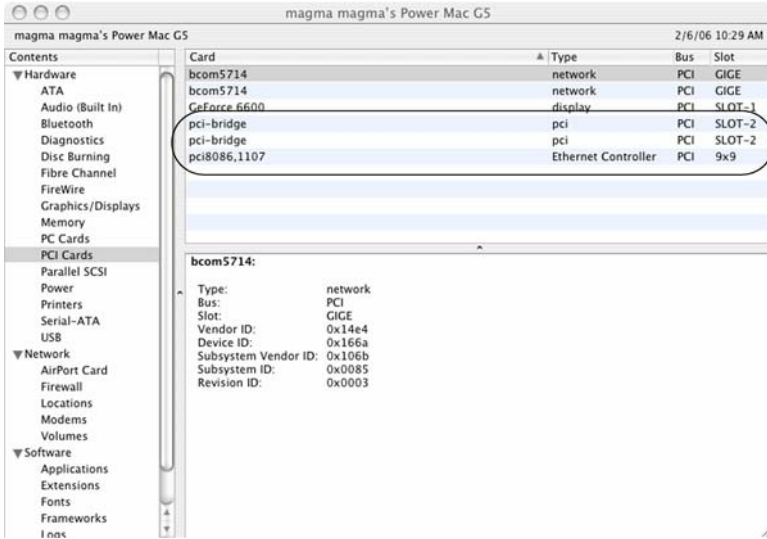 magma magma's Power Mac G5
magma magma's Power Mac G5 2/6/06 10:29 AM
Contents
Hardware
ATA
Audio (Built In)
Bluetooth
Diagnostics
Disc Burning
Fibre Channel
FireWire
Graphics/Displays
Memory
PC Cards
PCI Cards
Parallel SCSI
Power
Printers
Serial-ATA
USB
Network
AirPort Card
Firewall
Locations
Modems
Volumes
Software
Applications
Extensions
Fonts
Frameworks
Logs
Card Type Bus Slot
bcom5714 network PCI GIGE
bcom5714 network PCI GIGE
GeForce 6600 display PCI SLOT-1
pci-bridge pci PCI SLOT-2
pci-bridge pci PCI SLOT-2
pci8086,1107 Ethernet Controller PCI 9x9
bcom5714:
Type: network
Bus: PCI
Slot: GIGE
Vendor ID: 0x14e4
Device ID: 0x166a
Subsystem Vendor ID: 0x106b
Subsystem ID: 0x0085
Revision ID: 0x0003